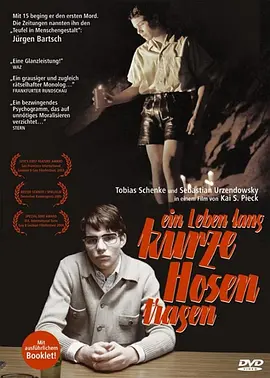 Mit 15 beging er den ersten Mord.
Die Zeitungen nannten ihn den
„Teufel in Menschengestalt":
Jürgen Bartsch
„Eine Glanzleistung!"
WAZ
„Ein grausiger und zugleich
rätselhafter Monolog…"
FRANKFURTER RUNDSCHAU
„Ein bezwingendes
Psychogramm, das auf
unnötiges Moralisieren
verzichtet…"
STERN
Tobias Schenke und Sebastian Urzendowsky
in einem Film von Kai S. Pieck
ein Leben lang
kurze
Hosen
tragen
Mit
ausführlichem
Booklet!
DVD
VIDEO